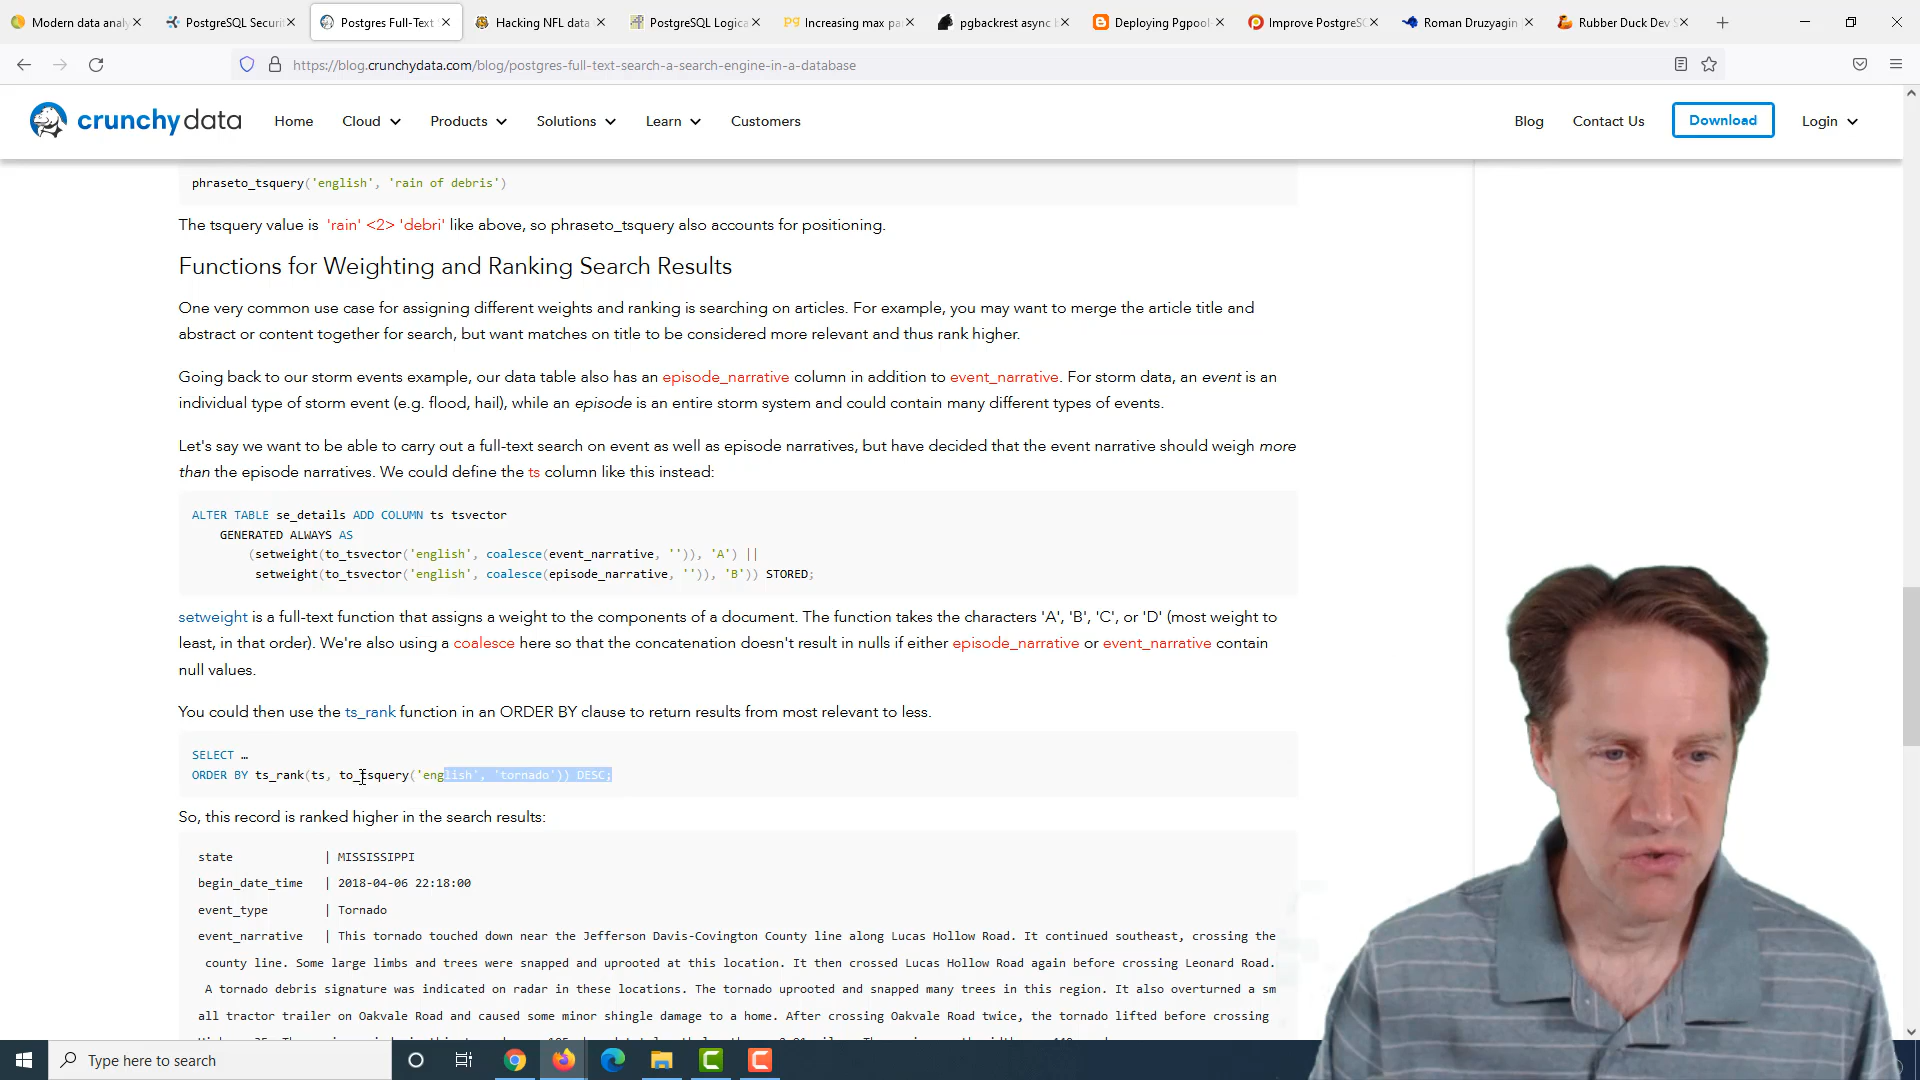 Modern data anal
PostgreSQL Securit
Postgres Full-Text
Hacking NFL data
PostgreSQL Logica
Increasing max pa
pgbackrest async
Deploying Pgpool-
Improve PostgreSQ
Roman Druzyagin
Rubber Duck Dev S
https://blog.crunchydata.com/blog/postgres-full-text-search-a-search-engine-in-a-database
crunchy data
Home
Cloud
Products
Solutions
Learn
Customers
Blog
Contact Us
Download
Login
phraseto_tsquery('english', 'rain of debris')
The tsquery value is 'rain' <2> 'debri' like above, so phraseto_tsquery also accounts for positioning.
Functions for Weighting and Ranking Search Results
One very common use case for assigning different weights and ranking is searching on articles. For example, you may want to merge the article title and
abstract or content together for search, but want matches on title to be considered more relevant and thus rank higher.
Going back to our storm events example, our data table also has an episode_narrative column in addition to event_narrative. For storm data, an event is an
individual type of storm event (e.g. flood, hail), while an episode is an entire storm system and could contain many different types of events.
Let's say we want to be able to carry out a full-text search on event as well as episode narratives, but have decided that the event narrative should weigh more
than the episode narratives. We could define the ts column like this instead:
ALTER TABLE se_details ADD COLUMN ts tsvector
GENERATED ALWAYS AS
(setweight(to_tsvector('english', coalesce(event_narrative, '')), 'A') ||
setweight(to_tsvector('english', coalesce(episode_narrative, '')), 'B')) STORED;
setweight is a full-text function that assigns a weight to the components of a document. The function takes the characters 'A', 'B', 'C', or 'D' (most weight to
least, in that order). We're also using a coalesce here so that the concatenation doesn't result in nulls if either episode_narrative or event_narrative contain
null values.
You could then use the ts_rank function in an ORDER BY clause to return results from most relevant to less.
SELECT …
ORDER BY ts_rank(ts, to_tsquery('english', 'tornado')) DESC;
So, this record is ranked higher in the search results:
state | MISSISSIPPI
begin_date_time | 2018-04-06 22:18:00
event_type | Tornado
event_narrative | This tornado touched down near the Jefferson Davis-Covington County line along Lucas Hollow Road. It continued southeast, crossing the
county line. Some large limbs and trees were snapped and uprooted at this location. It then crossed Lucas Hollow Road again before crossing Leonard Road.
A tornado debris signature was indicated on radar in these locations. The tornado uprooted and snapped many trees in this region. It also overturned a sm
all tractor trailer on Oakvale Road and caused some minor shingle damage to a home. After crossing Oakvale Road twice, the tornado lifted before crossing
Type here to search